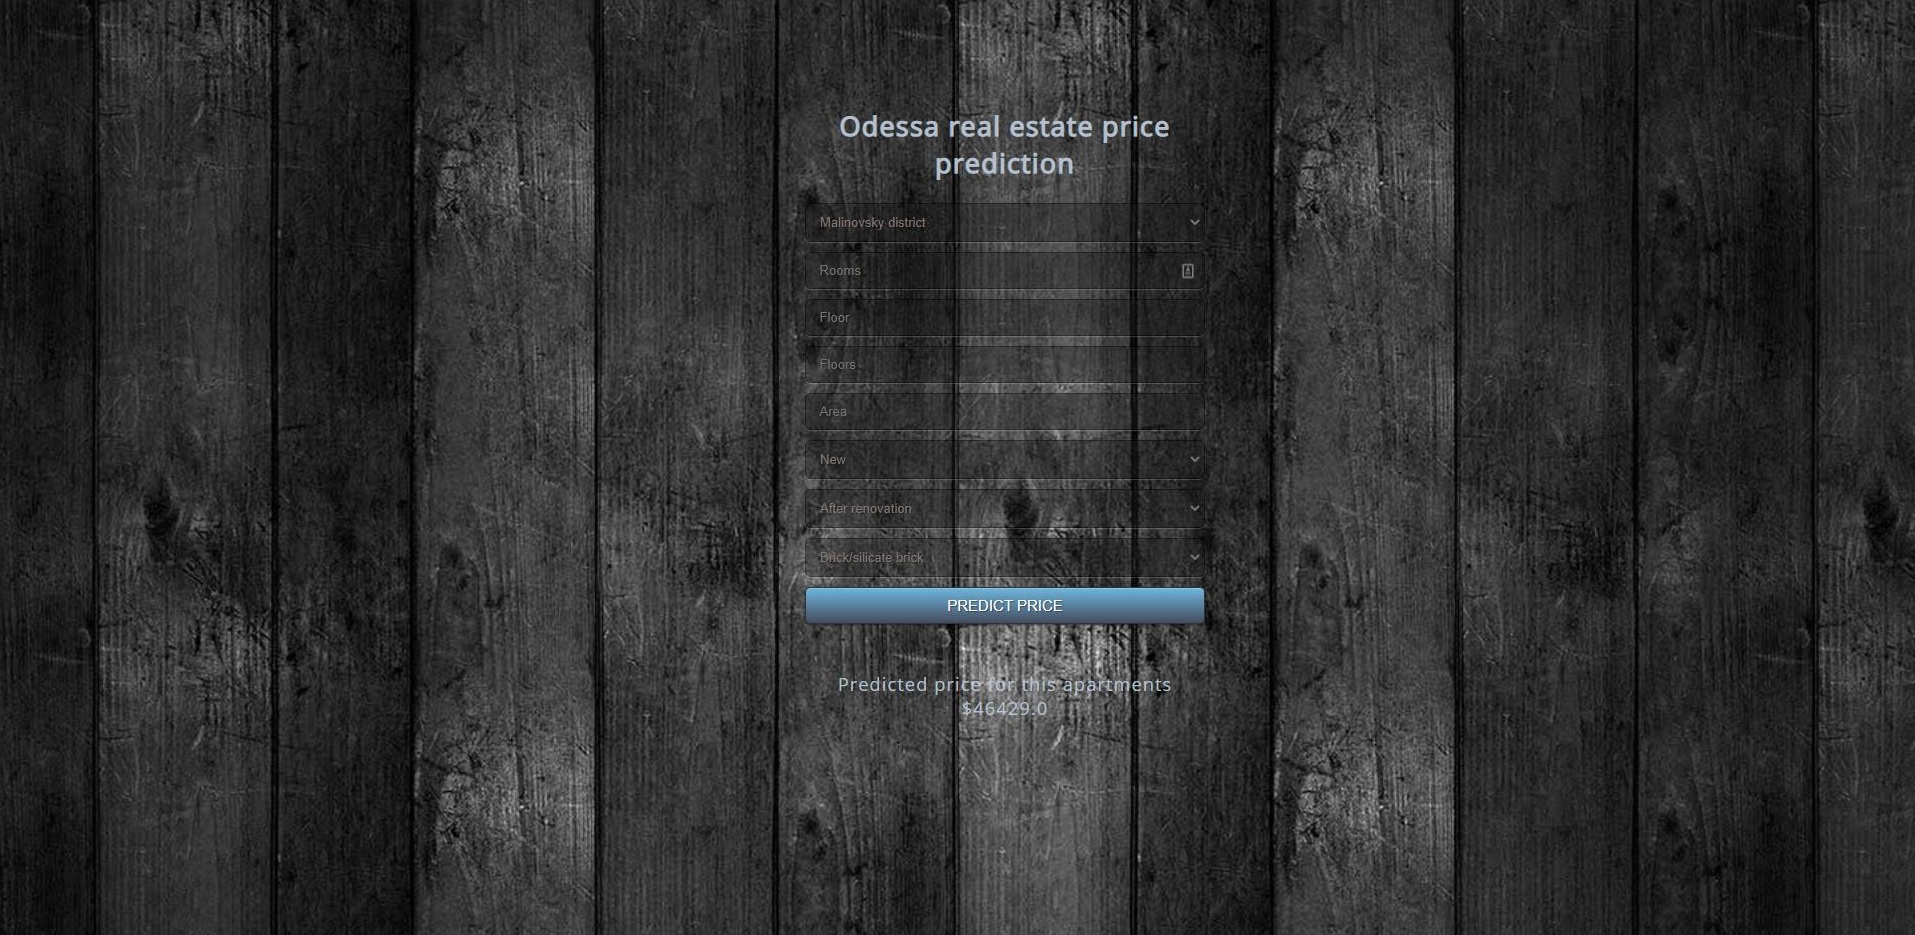 Odessa real estate price
prediction
Malinovsky district
Rooms
Floor
Floors
Area
New
After renovation
Brick/silicate brick
PREDICT PRICE
Predicted price for this apartments
$46429.0